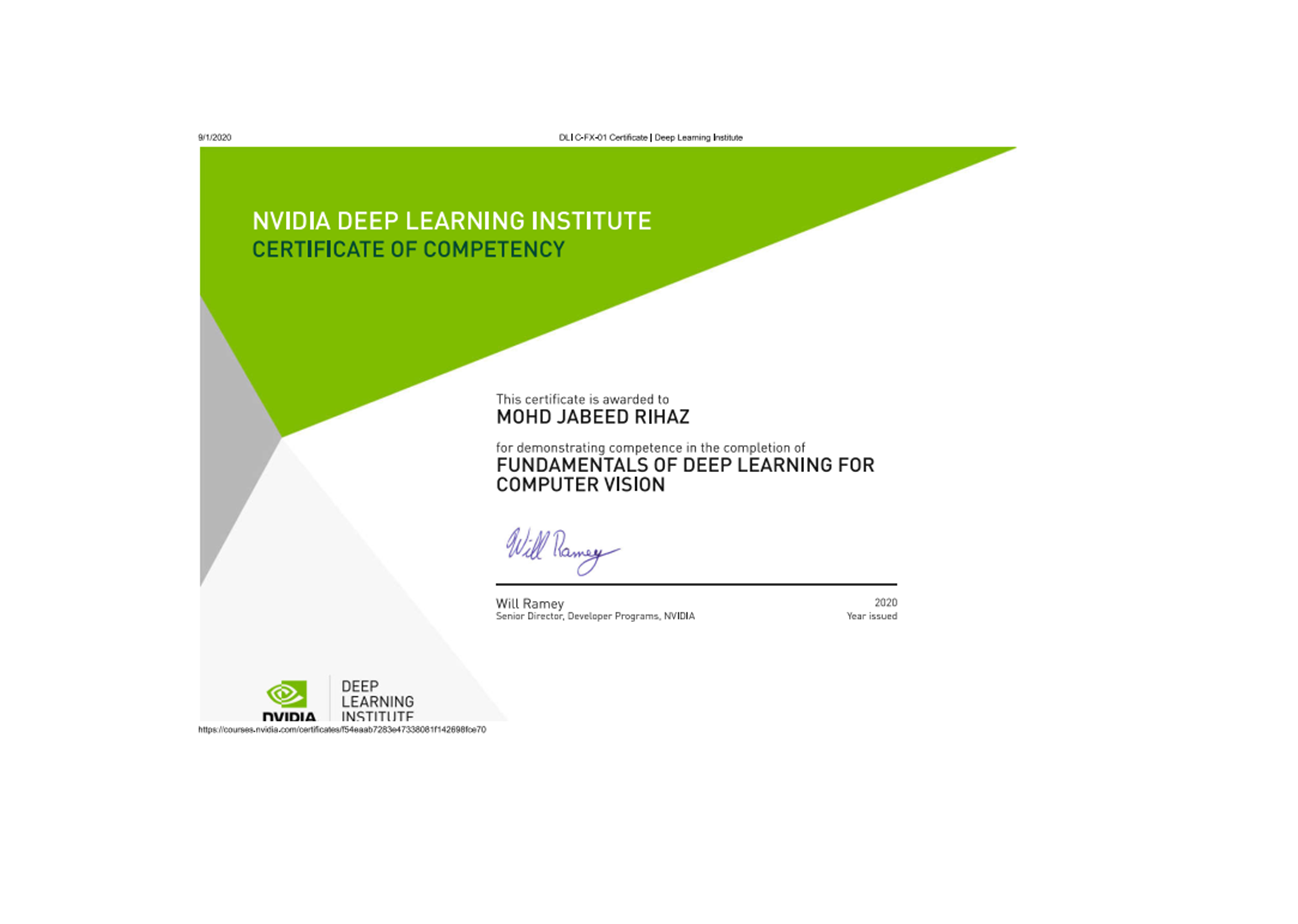 9/1/2020
DLI C-FX-01 Certificate | Deep Learning Institute
NVIDIA DEEP LEARNING INSTITUTE
CERTIFICATE OF COMPETENCY
This certificate is awarded to
MOHD JABEED RIHAZ
for demonstrating competence in the completion of
FUNDAMENTALS OF DEEP LEARNING FOR
COMPUTER VISION
Will Ramey
Will Ramey
2020
Senior Director, Developer Programs, NVIDIA
Year issued
NVIDIA
DEEP
LEARNING
INSTITUTE
https://courses.nvidia.com/certificates/f54eaab7283e47338081f142698fce70